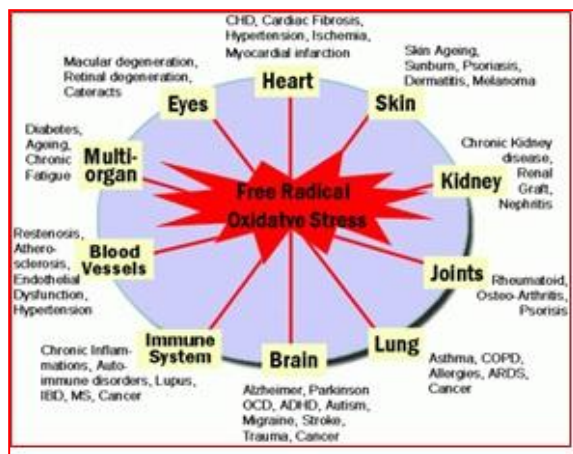 CHD, Cardiac Fibrosis,
Hypertension, Ischemia,
Myocardial infarction
Heart
Macular degeneration,
Retinal degeneration,
Cateracts
Eyes
Skin Ageing,
Sunburn, Psoriasis,
Dermatitis, Melanoma
Skin
Diabetes,
Ageing,
Chronic
Fatigue
Multi-
organ
Free Radical
Oxidatve Stress
Chronic Kidney
disease,
Renal
Graft,
Nephritis
Kidney
Restenosis,
Athero-
sclerosis,
Endothelial
Dysfunction,
Hypertension
Blood
Vessels
Joints
Rheumatoid,
Osteo-Arthritis,
Psorisis
Immune
System
Chronic Inflam-
mations, Auto-
immune disorders, Lupus,
IBD, MS, Cancer
Brain
Alzheimer, Parkinson
OCD, ADHD, Autism,
Migraine, Stroke,
Trauma, Cancer
Lung
Asthma, COPD,
Allergies, ARDS,
Cancer